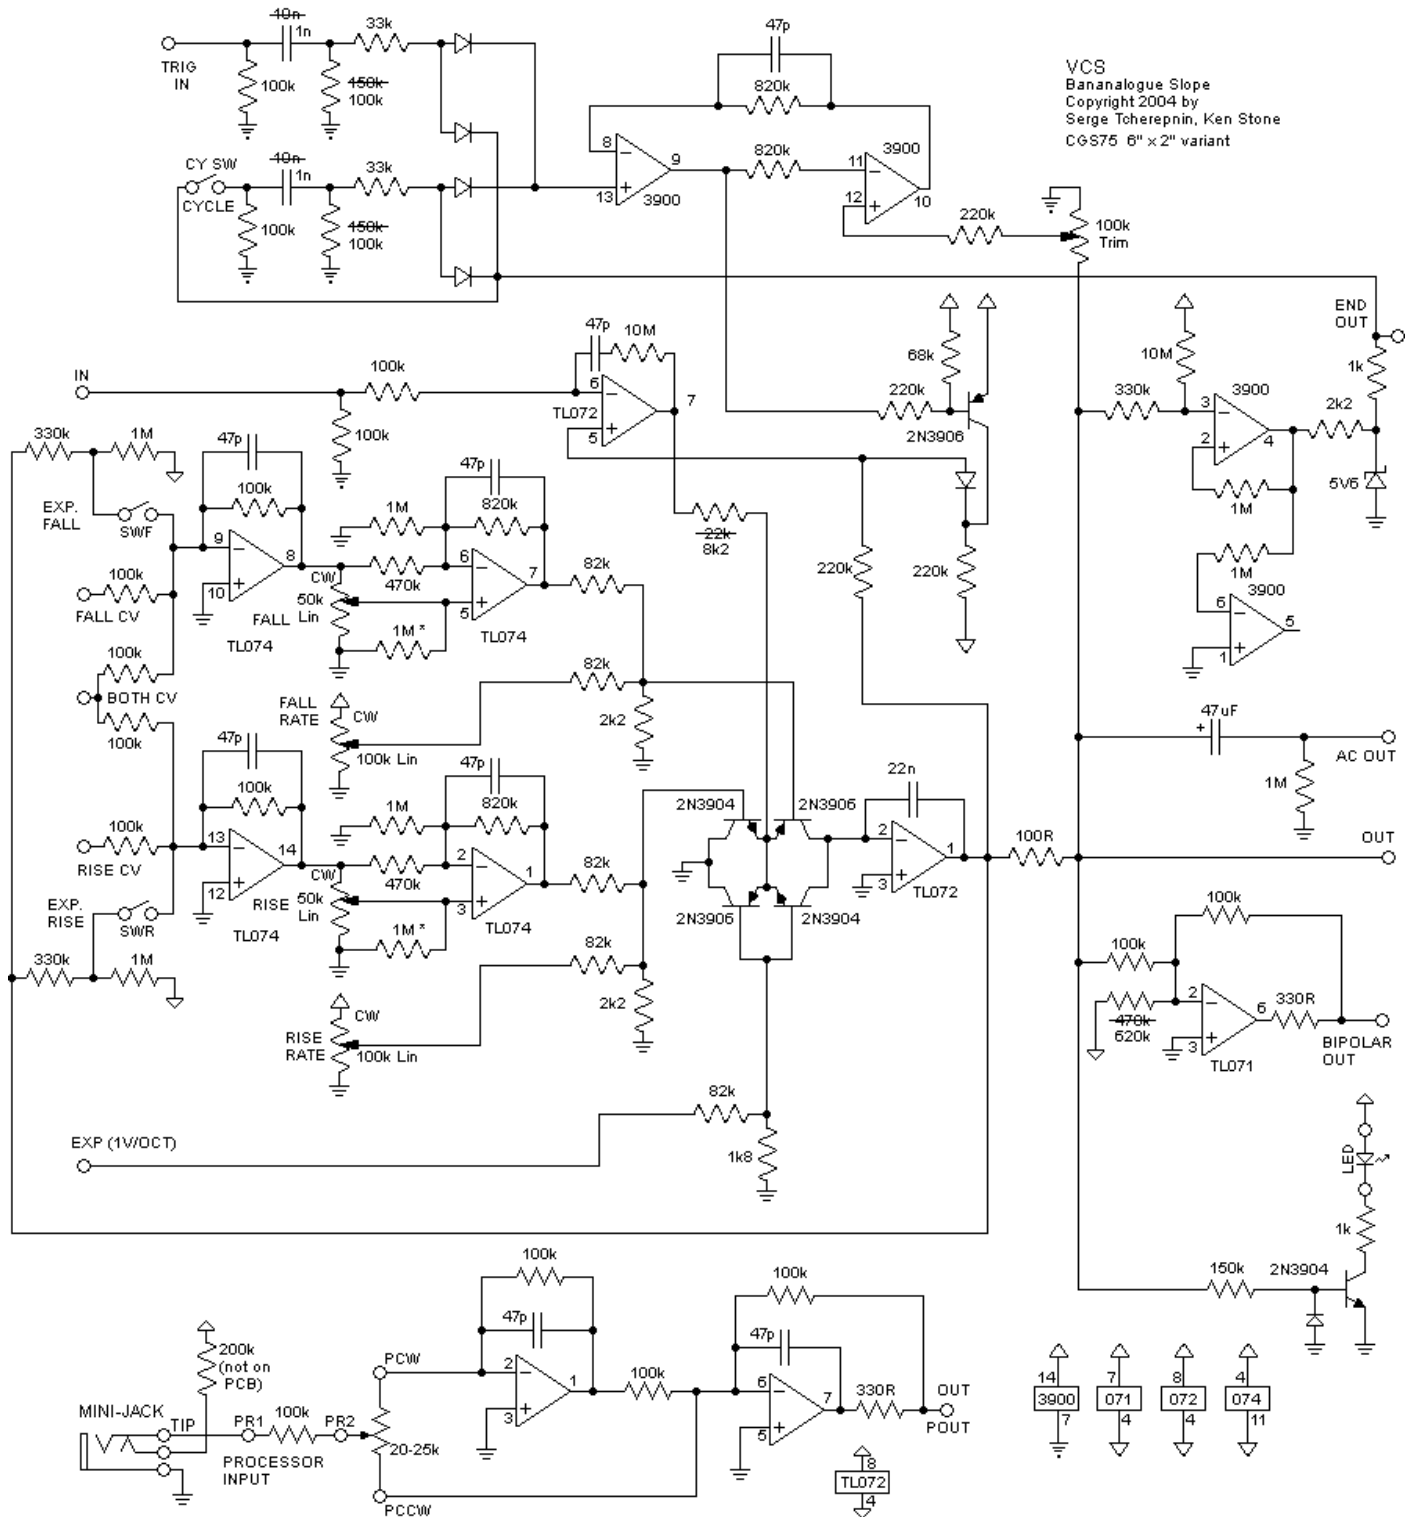 10n
1n
33k
TRIG
IN
100k
150k
100k
47p
820k
VCS
Bananalogue Slope
Copyright 2004 by
Serge Tcherepnin, Ken Stone
CGS75 6" x 2" variant
CY SW
CYCLE
10n
1n
33k
100k
150k
100k
8
-
+
13
9
3900
820k
3900
11
-
12
+
10
220k
100k
Trim
END
OUT
1k
IN
100k
100k
47p
10M
6
-
TL072
+
5
7
68k
220k
2N3906
10M
330k
3900
3
-
2
+
4
2k2
5V6
1M
1M
3900
6
-
+
1
5
330k
1M
EXP.
FALL
SWF
47p
100k
9
-
+
10
8
TL074
100k
FALL CV
1M
470k
CW
50k
Lin
FALL
1M *
47p
820k
6
-
+
5
7
TL074
82k
22k
8k2
220k
220k
100k
BOTH CV
100k
FALL
RATE
CW
100k Lin
82k
2k2
47uF
+
AC OUT
1M
47p
100k
100k
RISE CV
13
-
+
12
14
TL074
1M
470k
CW
RISE
50k
Lin
1M *
47p
820k
2
-
+
3
1
TL074
82k
2N3904
2N3906
2N3906
2N3904
22n
2
-
+
3
1
TL072
100R
OUT
EXP.
RISE
SWR
330k
1M
82k
2k2
RISE
RATE
CW
100k Lin
100k
100k
470k
620k
2
-
+
3
6
330R
TL071
BIPOLAR
OUT
82k
1k8
EXP (1V/OCT)
LED
1k
150k
2N3904
100k
47p
PCW
2
-
+
3
1
100k
100k
47p
6
-
+
5
7
330R
OUT
POUT
200k
(not on
PCB)
MINI-JACK
TIP
PR1
100k
PR2
20-25k
PROCESSOR
INPUT
PCCW
8
TL072
4
14
3900
7
7
071
4
8
072
4
4
074
11